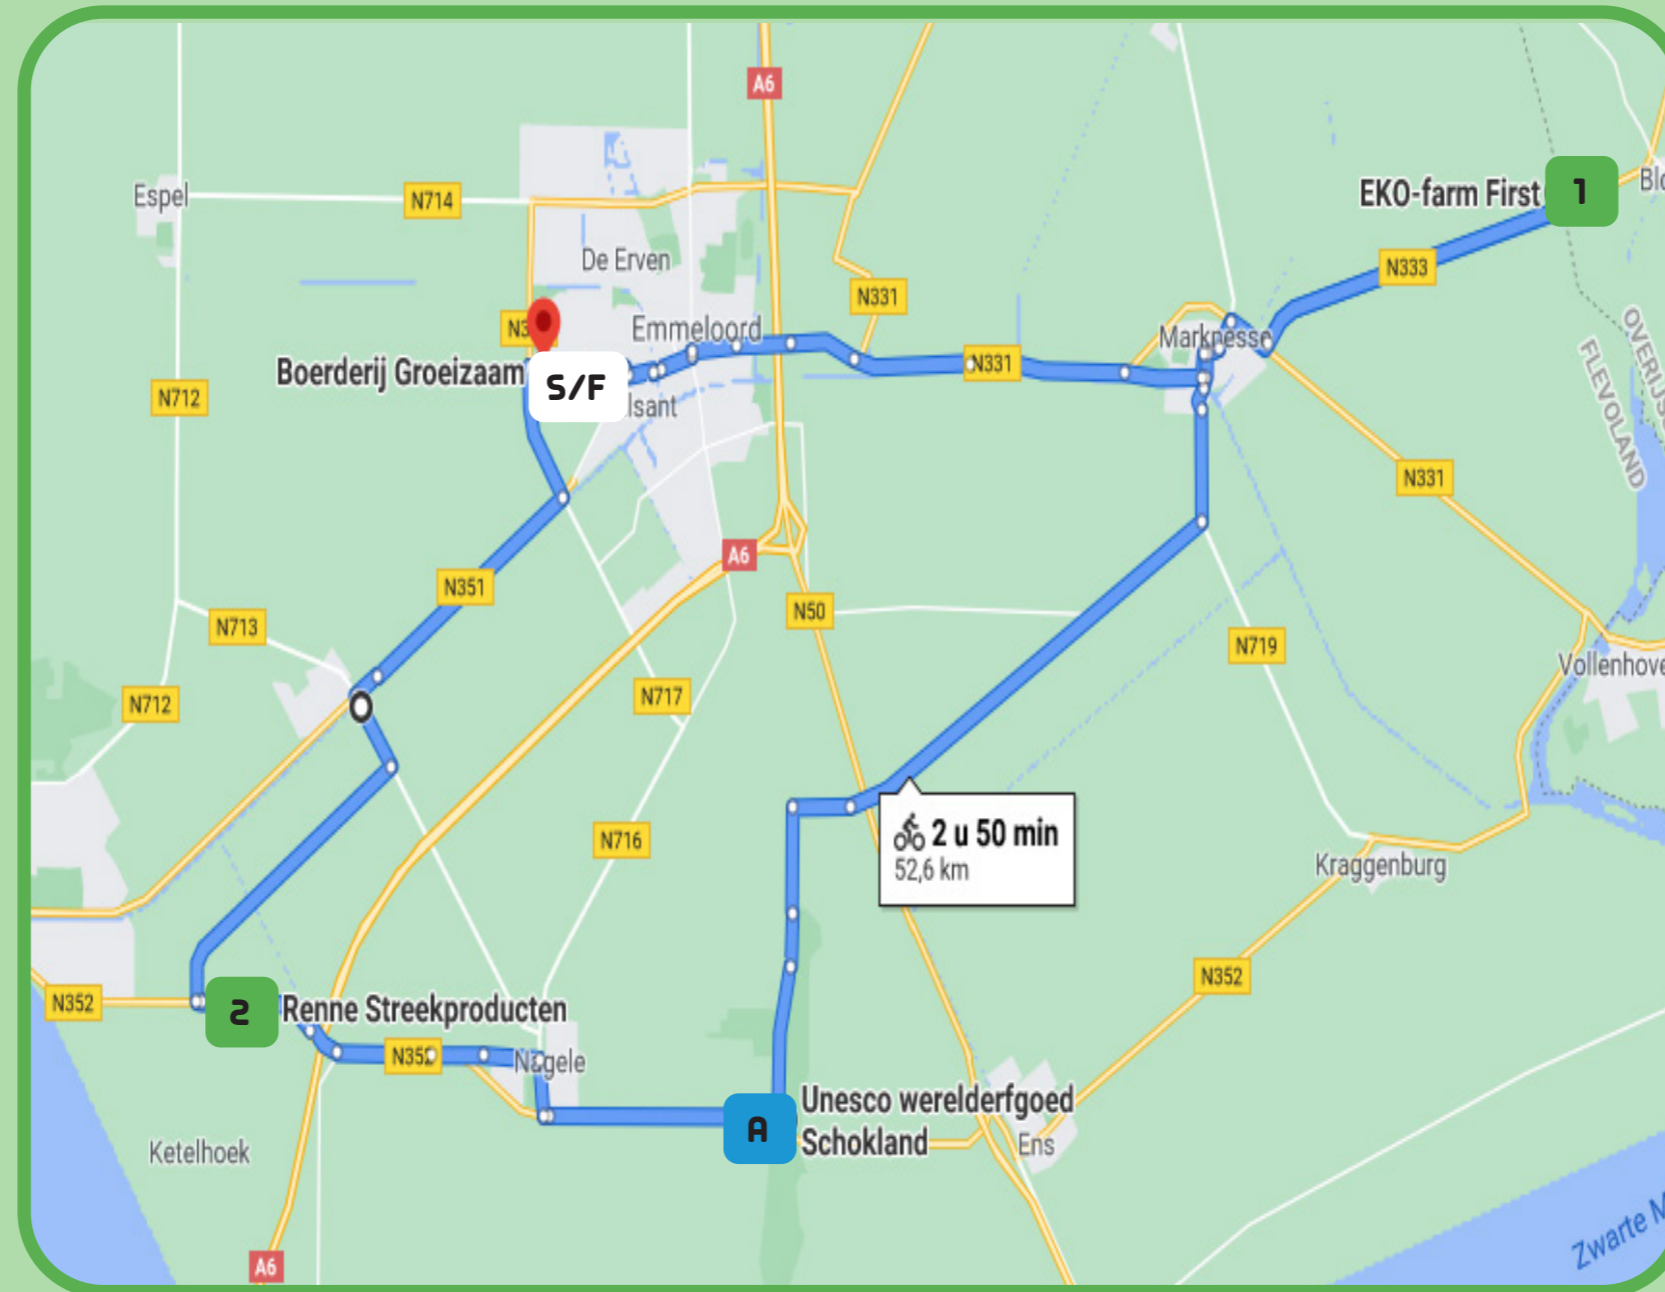 A6
Espel
N714
EKO-farm First
1
De Erven
N333
N331
Emmeloord
Marknesse
Boerderij Groeizaam
S/F
N331
N712
lsant
OVERIJS
FLEVOLAND
N331
A6
N351
N50
N713
N719
Vollenhove
N717
N712
2 u 50 min
52,6 km
N716
Kraggenburg
N352
N352
2
Renne Streekproducten
N352
Nagele
Unesco werelderfgoed
A
Schokland
Ens
Ketelhoek
Zwarte M
A6